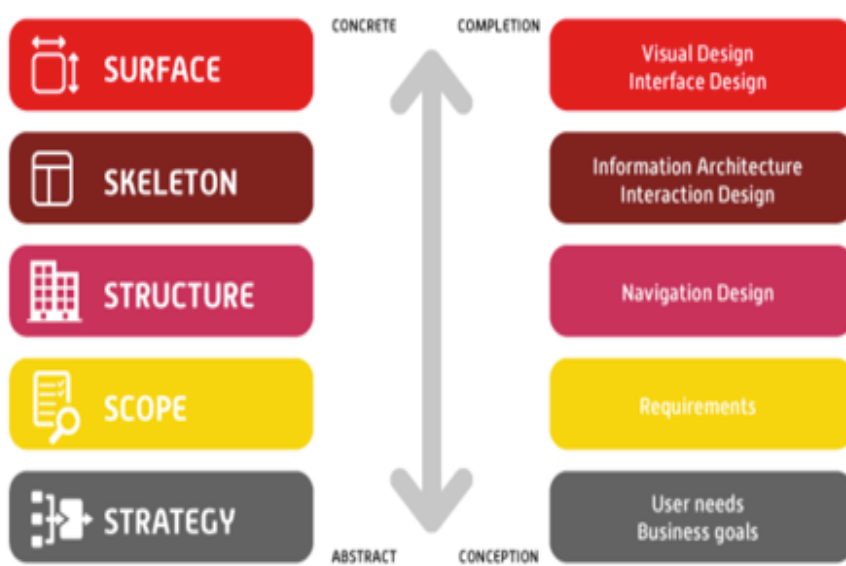 CONCRETE COMPLETION
SURFACE
Visual Design
Interface Design
SKELETON
Information Architecture
Interaction Design
STRUCTURE
Navigation Design
SCOPE
Requirements
STRATEGY
User needs
Business goals
ABSTRACT CONCEPTION